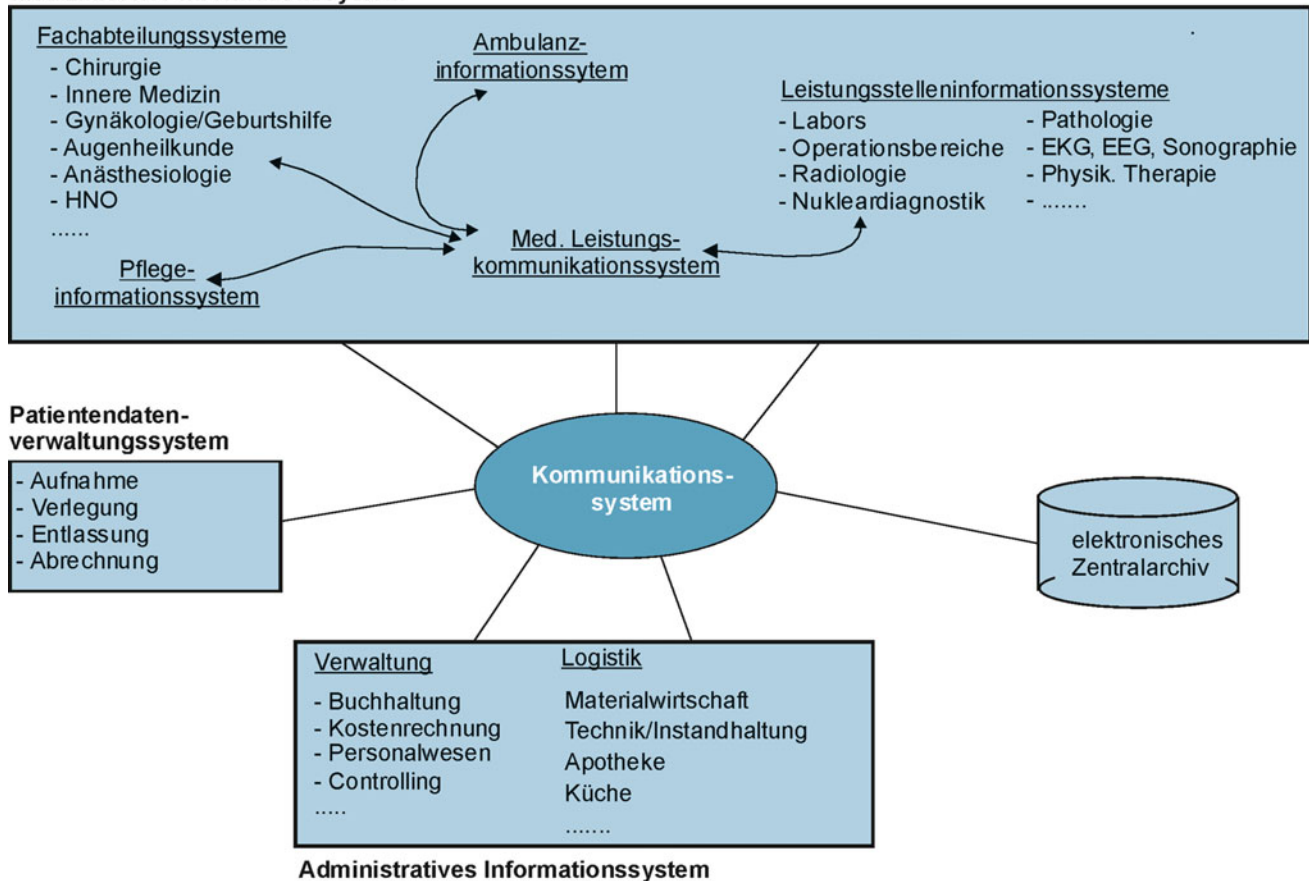 Fachabteilungssysteme
- Chirurgie
- Innere Medizin
- Gynäkologie/Geburtshilfe
- Augenheilkunde
- Anästhesiologie
- HNO
......
Ambulanz-
informationssytem
Leistungsstelleninformationssysteme
- Labors
- Operationsbereiche
- Radiologie
- Nukleardiagnostik
- Pathologie
- EKG, EEG, Sonographie
- Physik. Therapie
- .......
Med. Leistungs-
kommunikationssystem
Pflege-
informationssystem
Patientendaten-
verwaltungssystem
- Aufnahme
- Verlegung
- Entlassung
- Abrechnung
Kommunikations-
system
elektronisches
Zentralarchiv
Verwaltung
- Buchhaltung
- Kostenrechnung
- Personalwesen
- Controlling
.....
Logistik
Materialwirtschaft
Technik/Instandhaltung
Apotheke
Küche
.......
Administratives Informationssystem